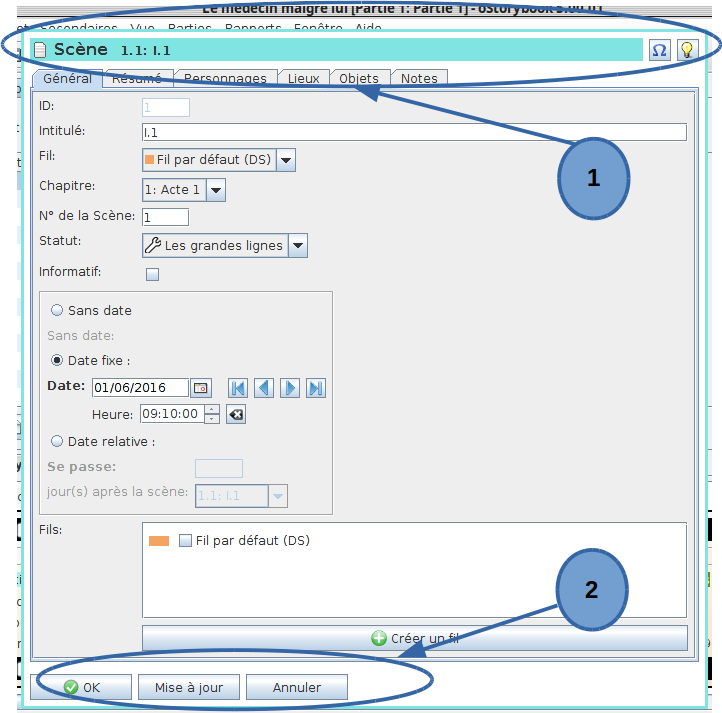 Le médecin malgré lui [Partie 1: Partie 1] - oStorybook 5.00.rc1
Secondaires Vue Parties Rapports Fenêtre Aide
Scène 1.1: I.1
Ω
Général Résumé Personnages Lieux Objets Notes
ID: 1
Intitulé: I.1
Fil: Fil par défaut (DS)
Chapitre: 1: Acte 1
1
N° de la Scène: 1
Statut: Les grandes lignes
Informatif:
Sans date
Sans date:
Date fixe :
Date: 01/06/2016
Heure: 09:10:00
Date relative :
Se passe:
jour(s) après la scène: 1.1: I.1
Fils:
Fil par défaut (DS)
2
Créer un fil
OK Mise à jour Annuler